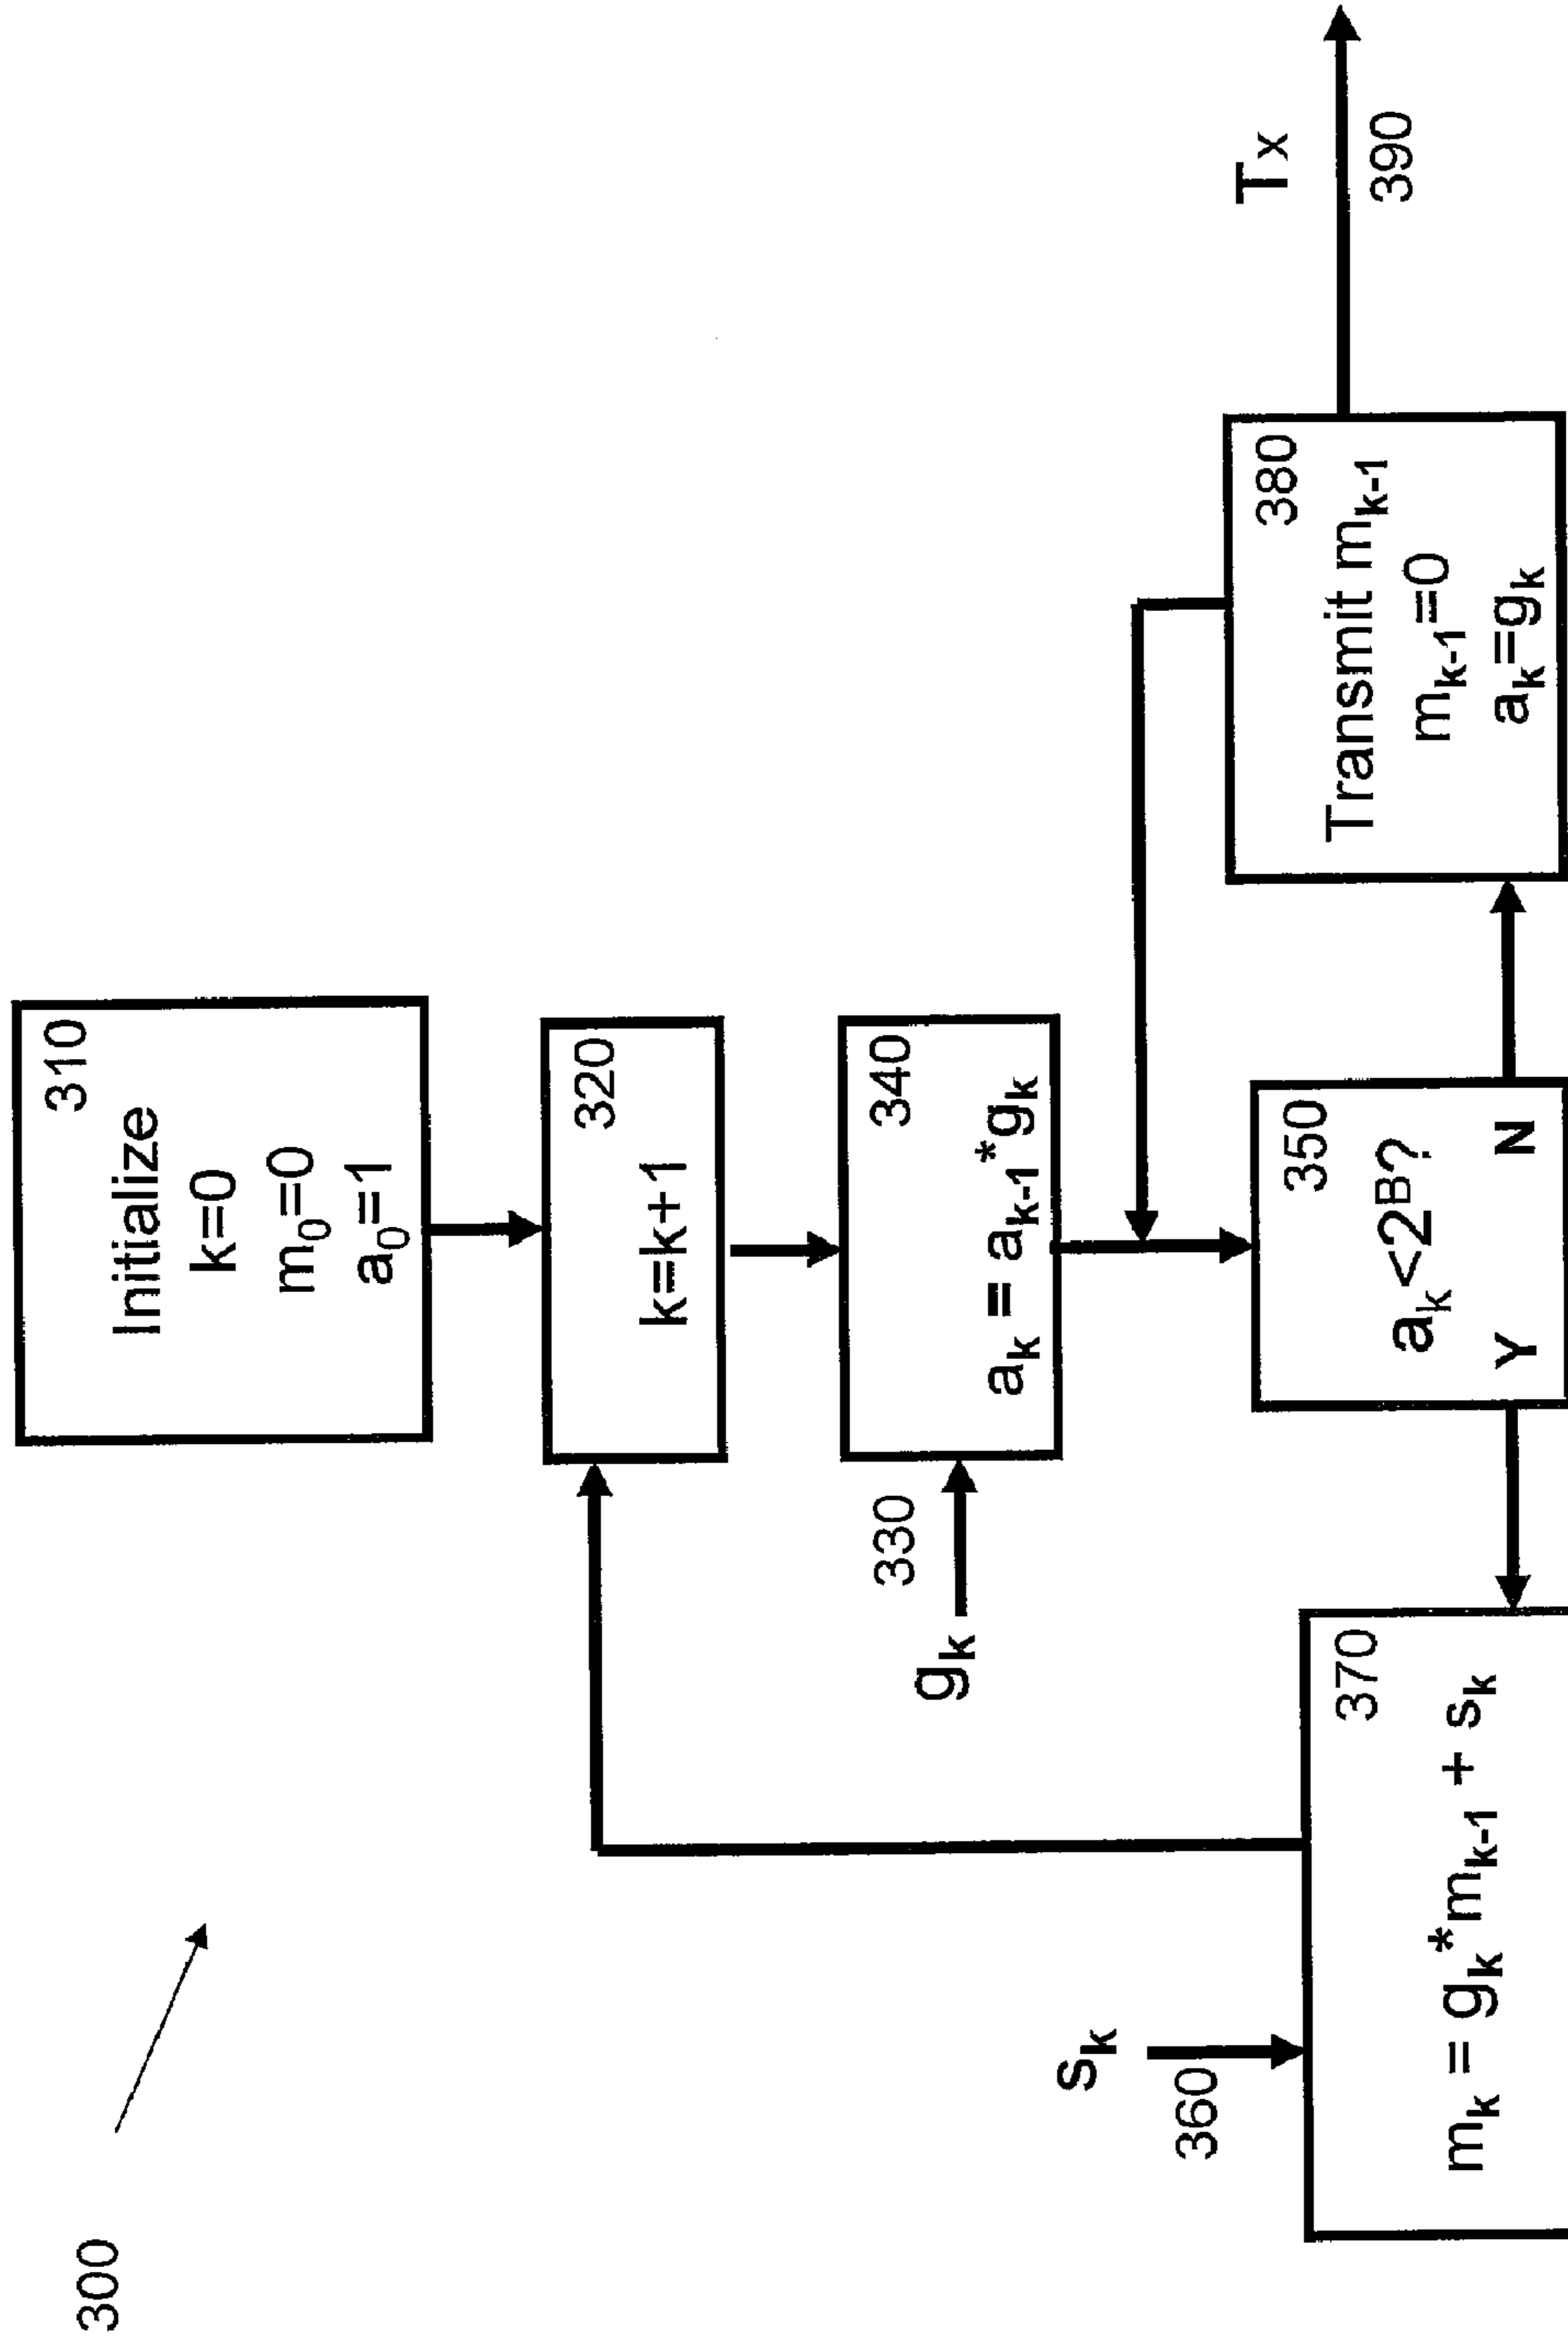 300
310
Initialize
k=0
m₀=0
a₀=1
320
k=k+1
330
gₖ
340
aₖ = aₖ₋₁*gₖ
350
aₖ<2ᴮ?
Y N
sₖ
360
370
mₖ = gₖ*mₖ₋₁ + sₖ
380
Transmit mₖ₋₁
mₖ₋₁=0
aₖ=gₖ
Tx
390